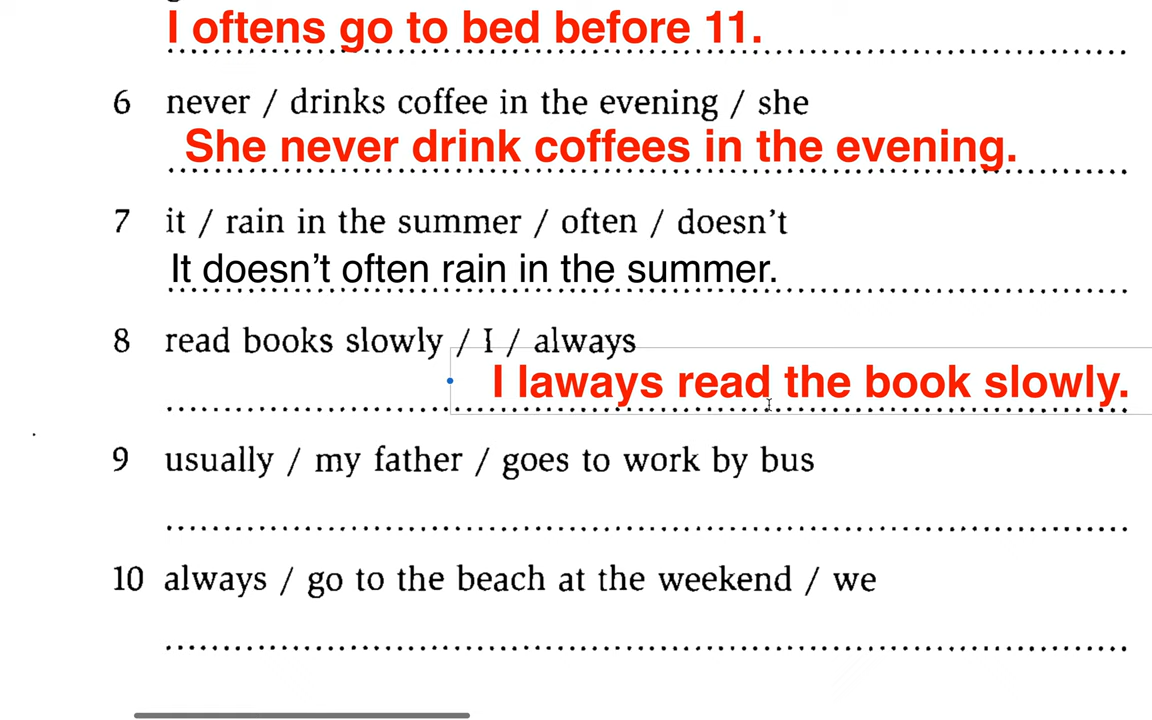 I oftens go to bed before 11.
6 never / drinks coffee in the evening / she
She never drink coffees in the evening.
7 it / rain in the summer / often / doesn't
It doesn't often rain in the summer.
8 read books slowly / I / always
I laways read the book slowly.
9 usually / my father / goes to work by bus
10 always / go to the beach at the weekend / we